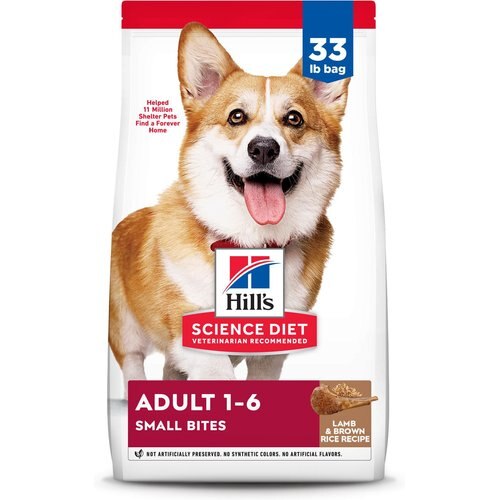 33
lb bag
Helped
11 Million
Shelter Pets
Find a Forever
Home
Hill's
SCIENCE DIET
VETERINARIAN RECOMMENDED
ADULT 1-6
SMALL BITES
LAMB
& BROWN
RICE RECIPE
NOT ARTIFICIALLY PRESERVED. NO SYNTHETIC COLORS. NO ARTIFICIAL FLAVORS.